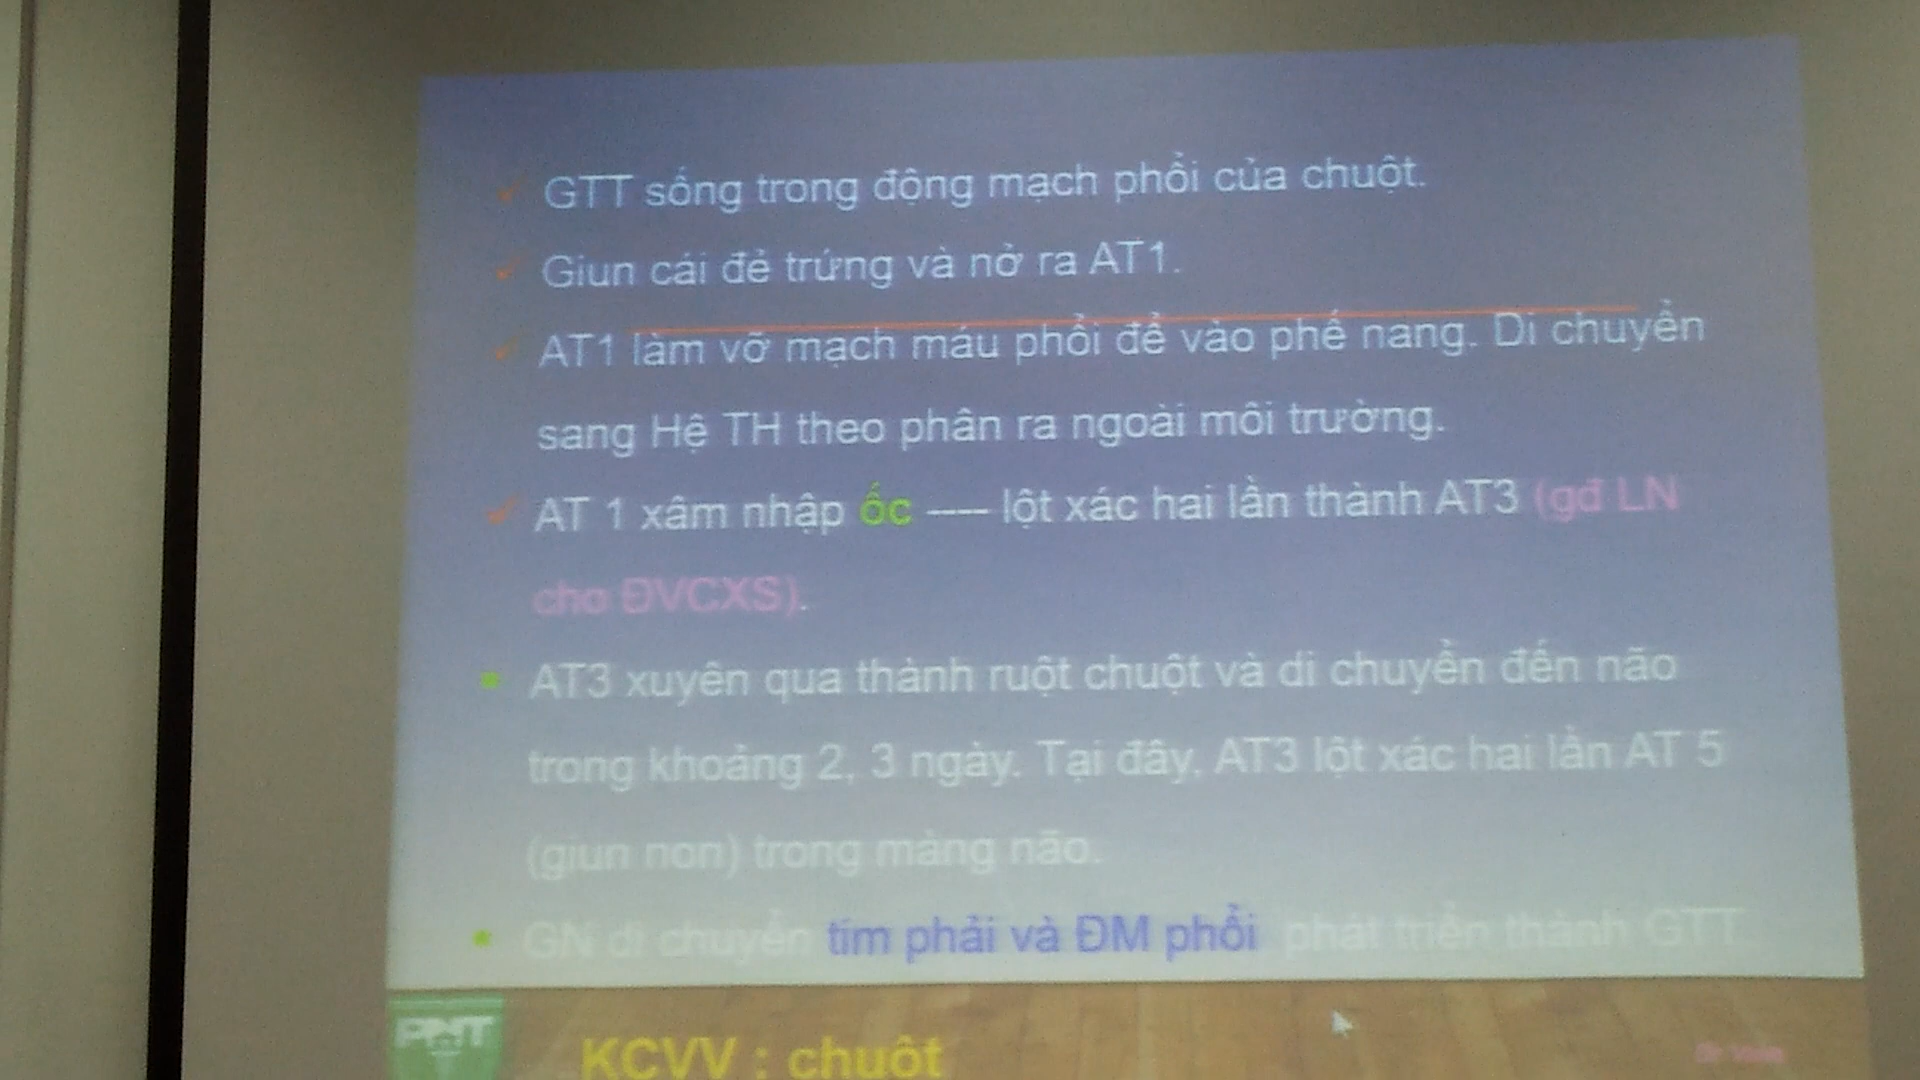 GTT sống trong động mạch phổi của chuột.
Giun cái đẻ trứng và nở ra AT1.
AT1 làm vỡ mạch máu phổi để vào phế nang. Di chuyển
sang Hệ TH theo phân ra ngoài môi trường.
AT 1 xâm nhập ốc ---- lột xác hai lần thành AT3 (gđ LN
cho ĐVCXS).
AT3 xuyên qua thành ruột chuột và di chuyển đến não
trong khoảng 2, 3 ngày. Tại đây, AT3 lột xác hai lần AT 5
(giun non) trong màng não.
GN di chuyển tim phải và ĐM phổi phát triển thành GTT
PNT
KCVV : chuột